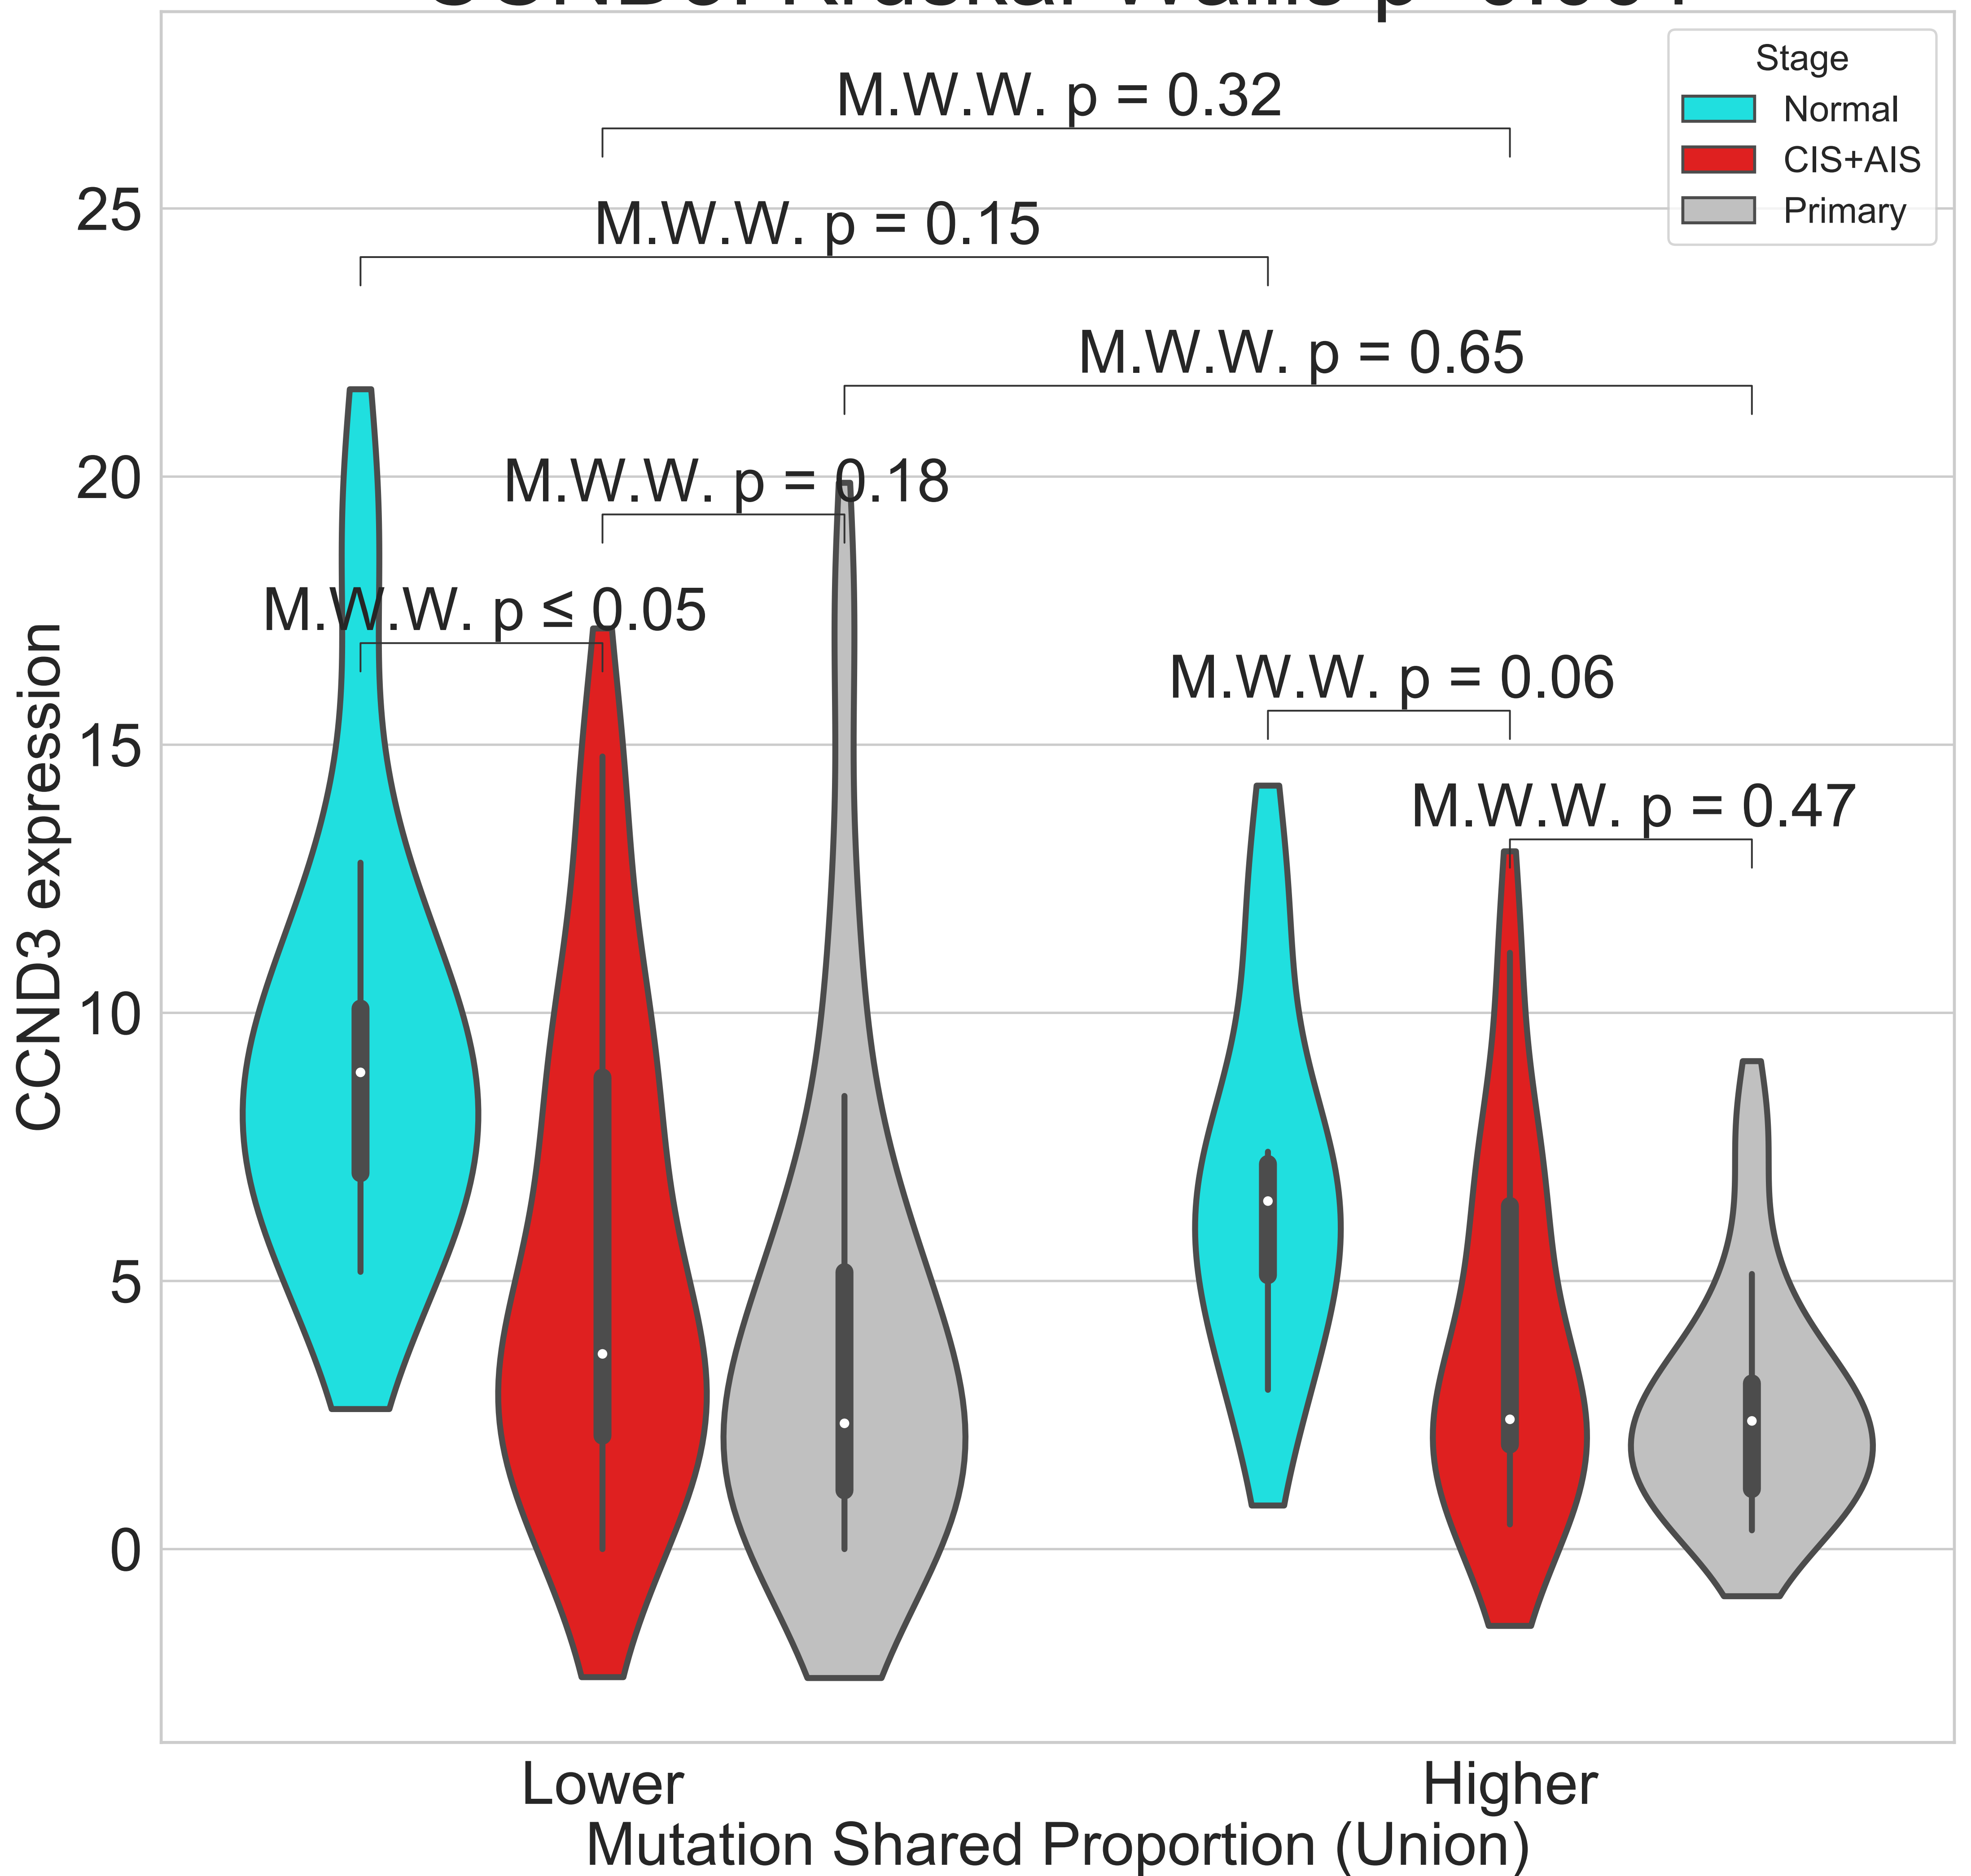 Stage
Normal
CIS+AIS
Primary
M.W.W. p = 0.32
M.W.W. p = 0.15
M.W.W. p = 0.65
M.W.W. p = 0.18
M.W.W. p ≤ 0.05
M.W.W. p = 0.06
M.W.W. p = 0.47
25
20
15
10
5
0
CCND3 expression
Lower
Higher
Mutation Shared Proportion (Union)